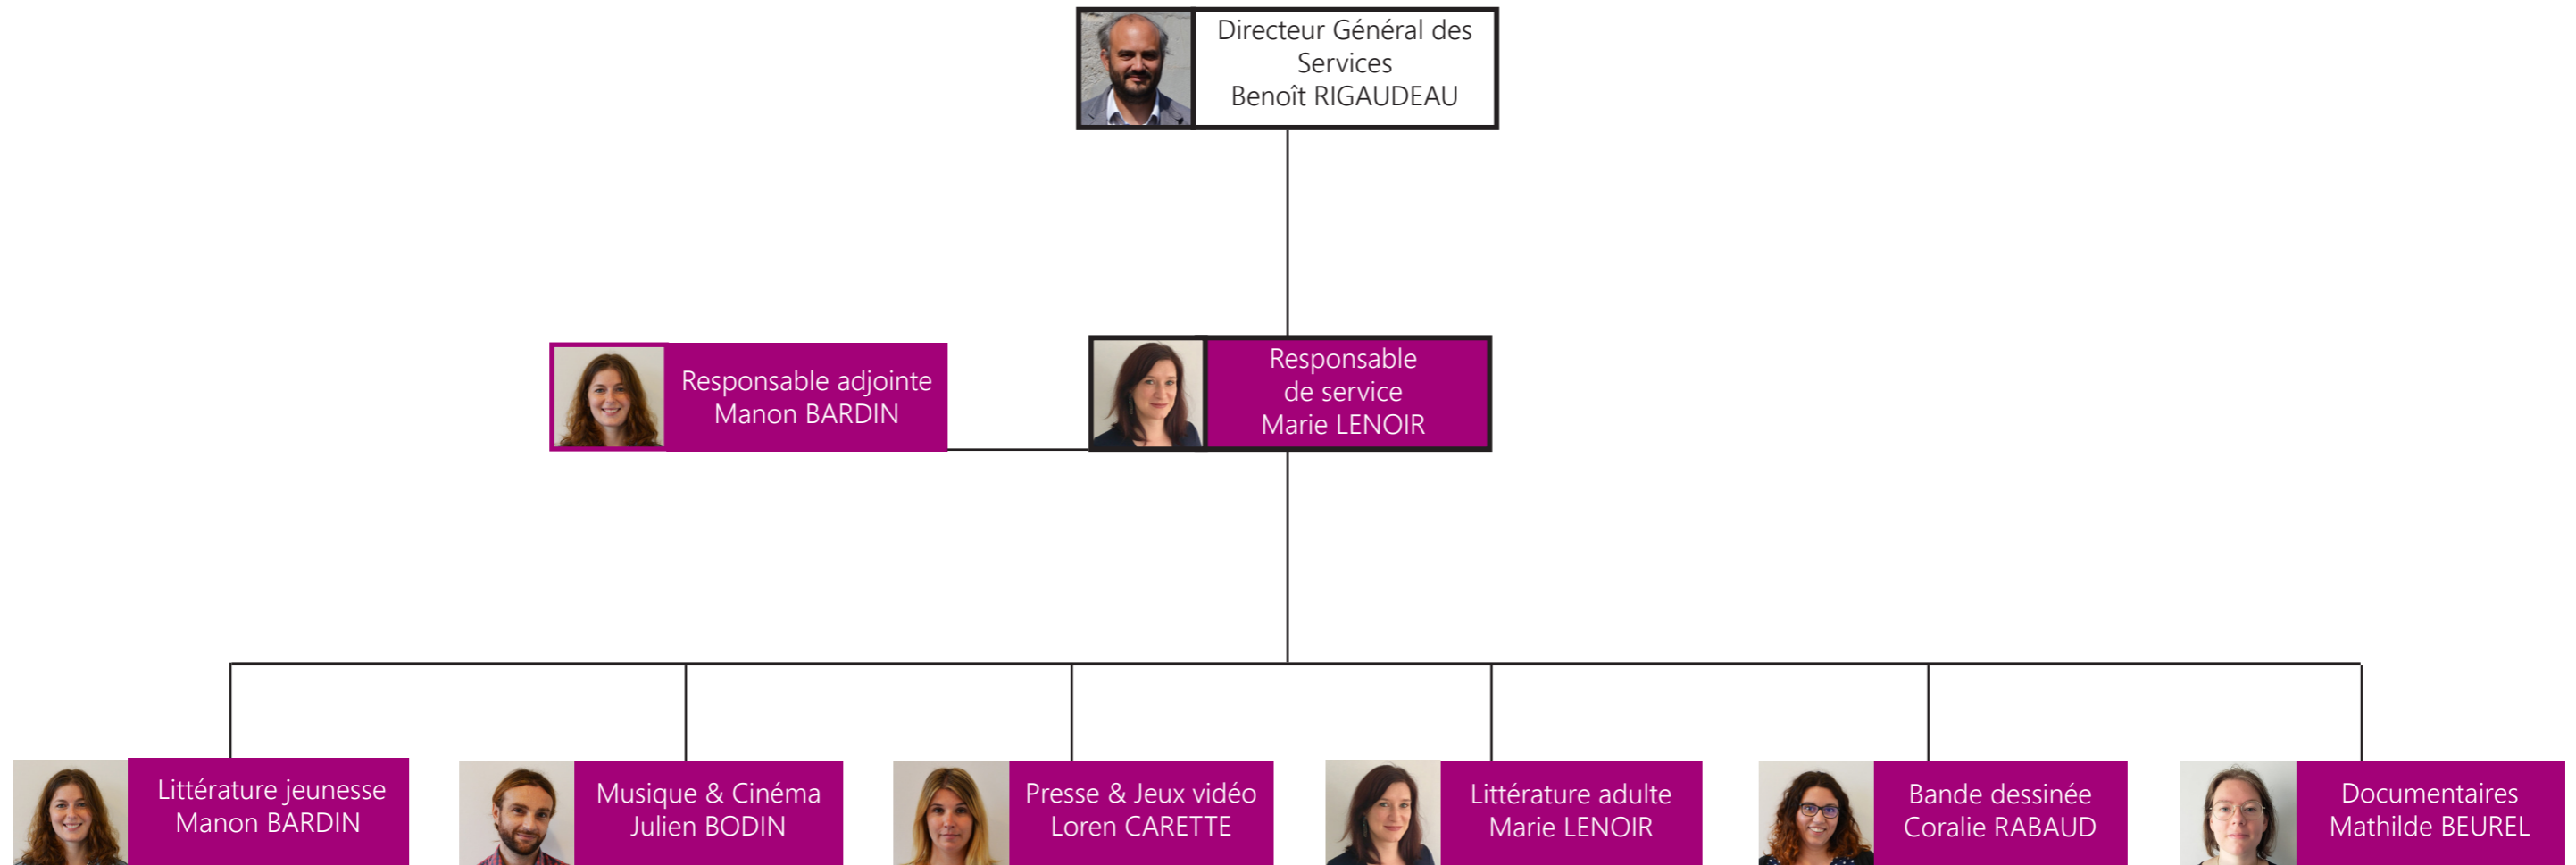 Directeur Général des
Services
Benoît RIGAUDEAU
Responsable adjointe
Manon BARDIN
Responsable
de service
Marie LENOIR
Littérature jeunesse
Manon BARDIN
Musique & Cinéma
Julien BODIN
Presse & Jeux vidéo
Loren CARETTE
Littérature adulte
Marie LENOIR
Bande dessinée
Coralie RABAUD
Documentaires
Mathilde BEUREL